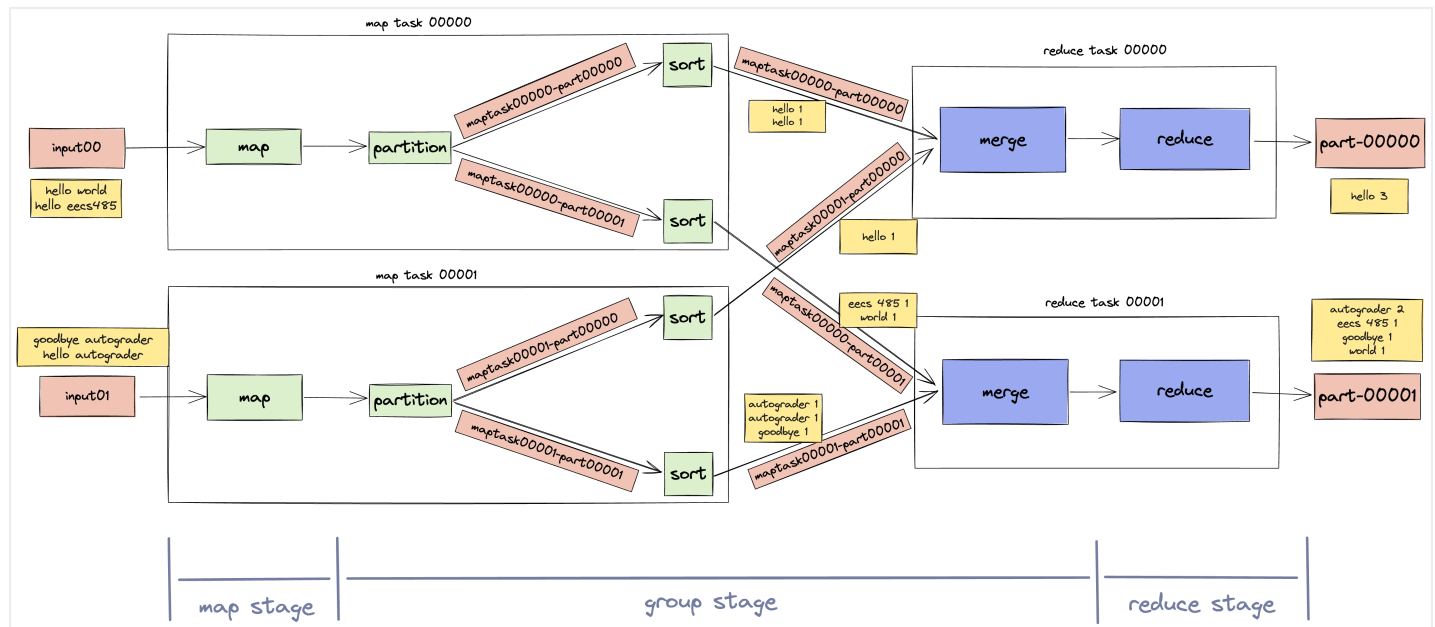 map task 00000
input00
hello world
hello eecs485
map
partition
maptask00000-part00000
maptask00000-part00001
sort
sort
maptask00000-part00000
hello 1
hello 1
reduce task 00000
merge
reduce
part-00000
hello 3
maptask00001-part00000
hello 1
map task 00001
goodbye autograder
hello autograder
input01
map
partition
maptask00001-part00000
maptask00001-part00001
sort
sort
maptask00000-part00001
eecs 485 1
world 1
autograder 1
autograder 1
goodbye 1
maptask00001-part00001
reduce task 00001
merge
reduce
autograder 2
eecs 485 1
goodbye 1
world 1
part-00001
map stage
group stage
reduce stage